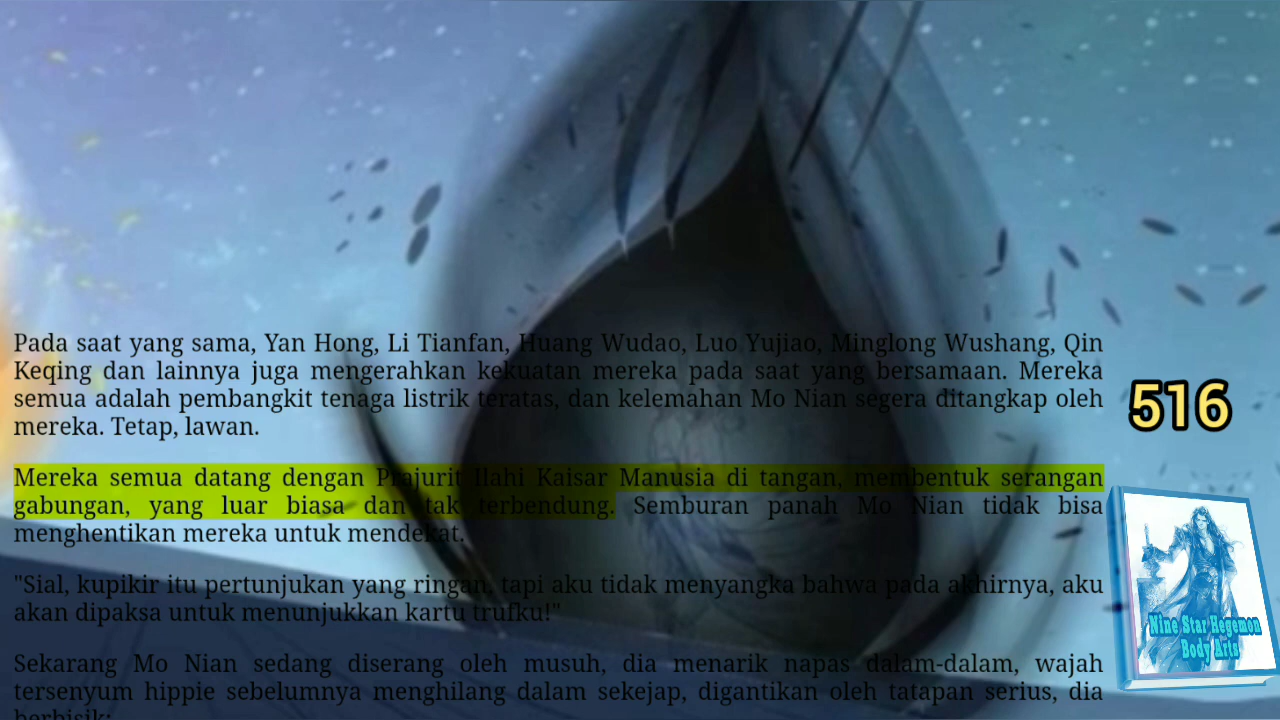 Pada saat yang sama, Yan Hong, Li Tianfan, Huang Wudao, Luo Yujiao, Minglong Wushang, Qin
Keqing dan lainnya juga mengerahkan kekuatan mereka pada saat yang bersamaan. Mereka
semua adalah pembangkit tenaga listrik teratas, dan kelemahan Mo Nian segera ditangkap oleh
mereka. Tetap, lawan.
Mereka semua datang dengan Prajurit Ilahi Kaisar Manusia di tangan, membentuk serangan
gabungan, yang luar biasa dan tak terbendung. Semburan panah Mo Nian tidak bisa
menghentikan mereka untuk mendekat.
"Sial, kupikir itu pertunjukan yang ringan, tapi aku tidak menyangka bahwa pada akhirnya, aku
akan dipaksa untuk menunjukkan kartu trufku!"
Sekarang Mo Nian sedang diserang oleh musuh, dia menarik napas dalam-dalam, wajah
tersenyum hippie sebelumnya menghilang dalam sekejap, digantikan oleh tatapan serius, dia
berbisik:
516
Nine Star Hegemon
Body Arts